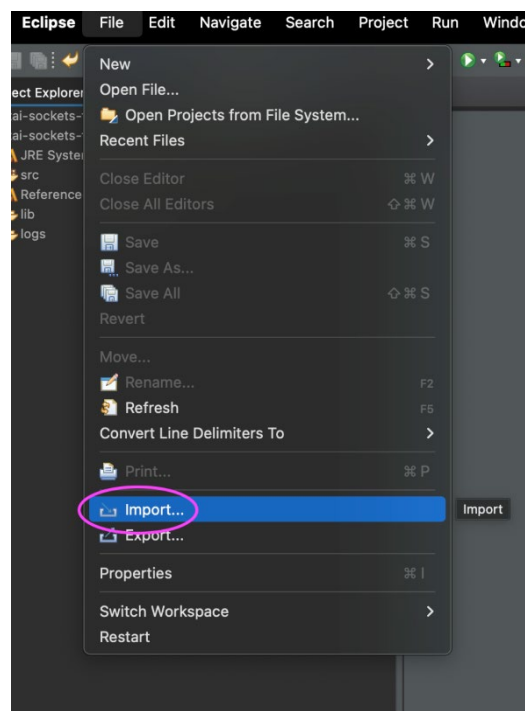 Eclipse File Edit Navigate Search Project Run Windo
ect Explorer
ai-sockets-
ai-sockets-
JRE Syste
src
Reference
lib
logs
New
Open File...
Open Projects from File System...
Recent Files
Close Editor ⌘ W
Close All Editors ⇧ ⌘ W
Save ⌘ S
Save As...
Save All ⇧ ⌘ S
Revert
Move...
Rename... F2
Refresh F5
Convert Line Delimiters To
Print... ⌘ P
Import...
Import
Export...
Properties ⌘ I
Switch Workspace
Restart